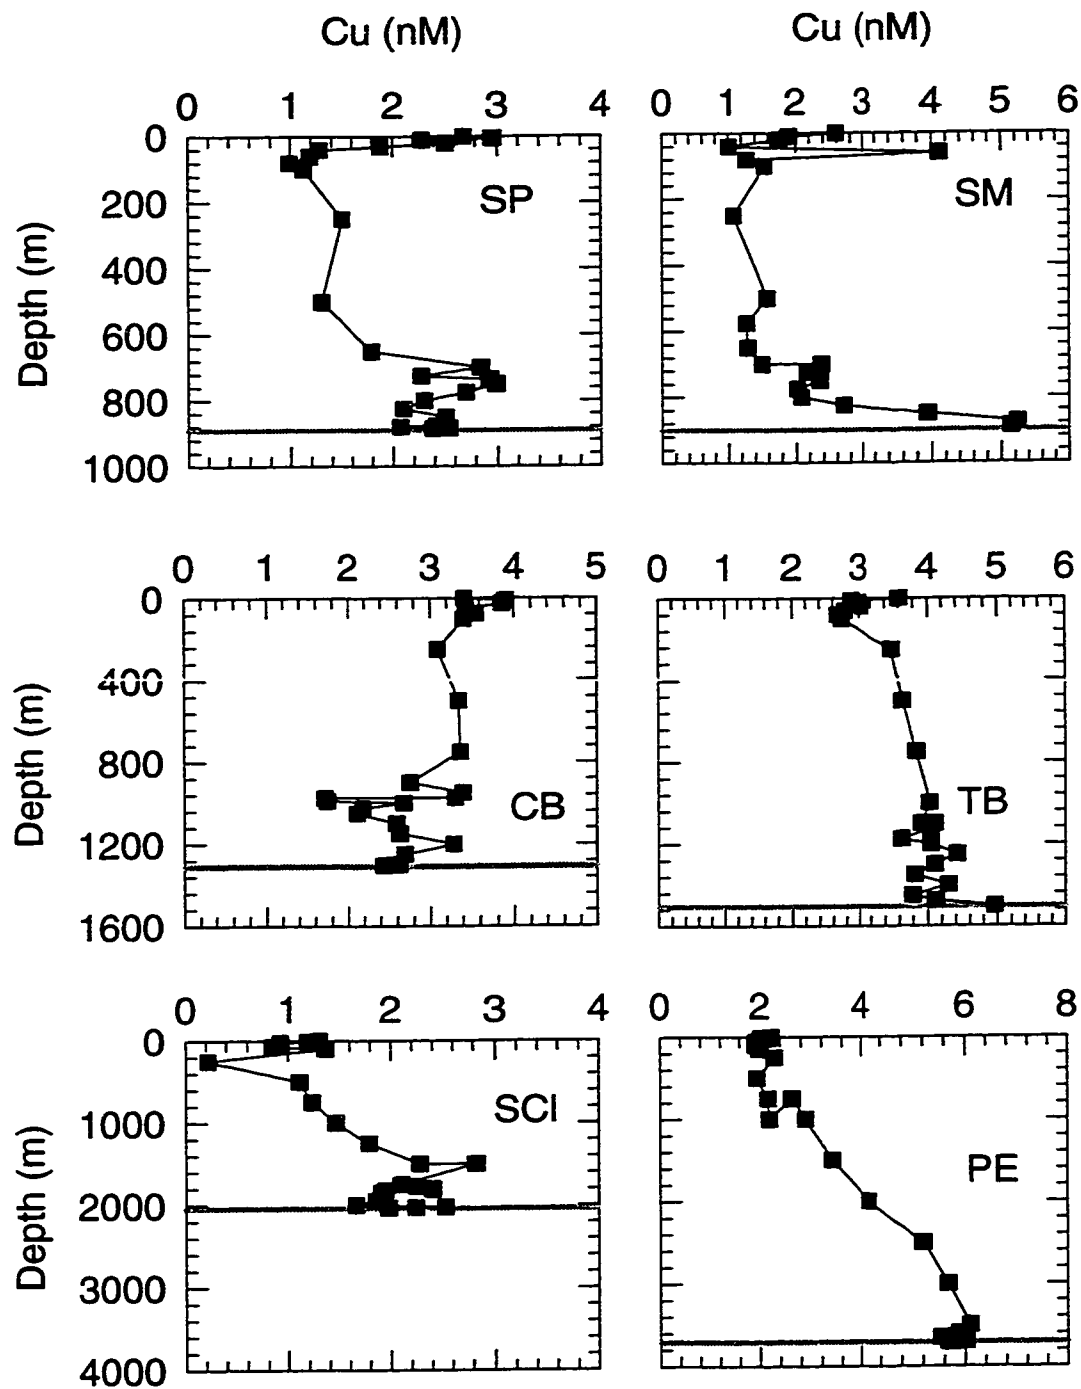 Cu (nM) Cu (nM)
0 1 2 3 4 0 1 2 3 4 5 6
0
200
400
600
800
1000
Depth (m)
SP SM
0 1 2 3 4 5 0 1 2 3 4 5 6
0
400
800
1200
1600
Depth (m)
CB TB
0 1 2 3 4 0 2 4 6 8
0
1000
2000
3000
4000
Depth (m)
SCI PE